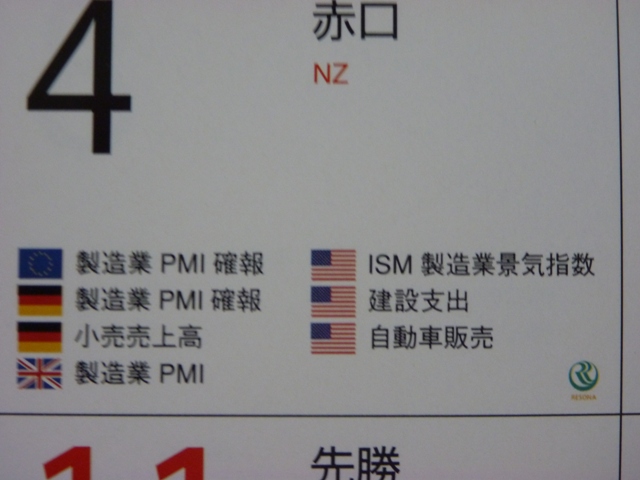 4
赤口
NZ
製造業 PMI 確報
製造業 PMI 確報
小売売上高
製造業 PMI
ISM 製造業景気指数
建設支出
自動車販売
RESONA
11
先勝